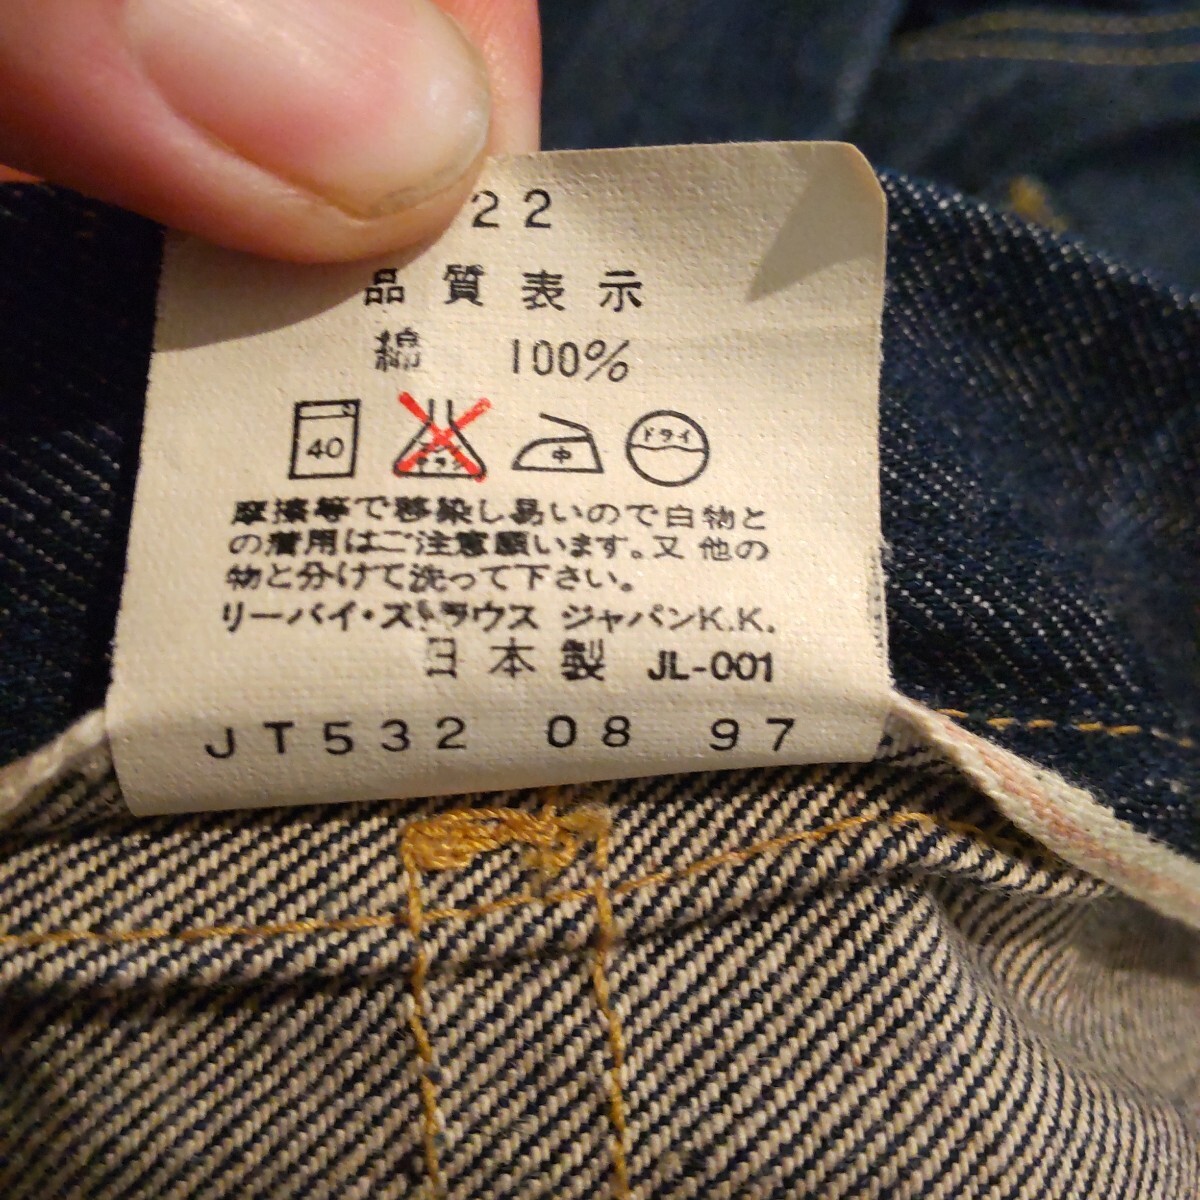 22
品質表示
綿 100%
40 中 ドライ
摩擦等で移染し易いので白物と
の着用はご注意願います。又他の
物と分けて洗って下さい。
リーバイ・ストラウス ジャパンK.K.
日本製 JL-001
JT532 08 97